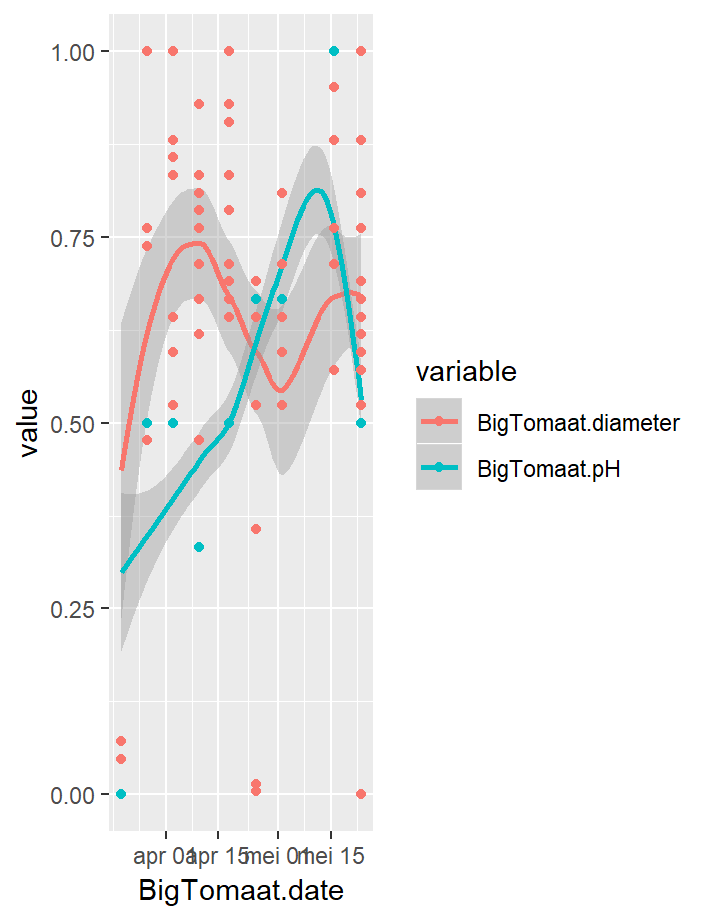 1.00
0.75
0.50
0.25
0.00
value
apr 01 apr 15 mei 01 mei 15
BigTomaat.date
variable
BigTomaat.diameter
BigTomaat.pH